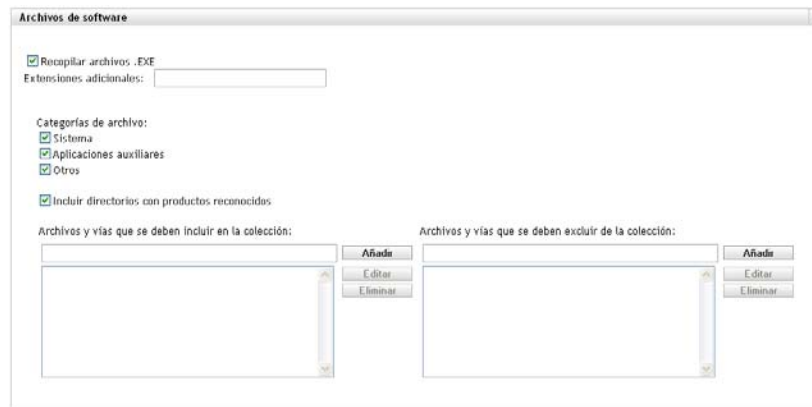 Archivos de software
Recopilar archivos .EXE
Extensiones adicionales:
Categorías de archivo:
Sistema
Aplicaciones auxiliares
Otros
Incluir directorios con productos reconocidos
Archivos y vías que se deben incluir en la colección:
Archivos y vías que se deben excluir de la colección:
Añadir
Añadir
Editar
Editar
Eliminar
Eliminar